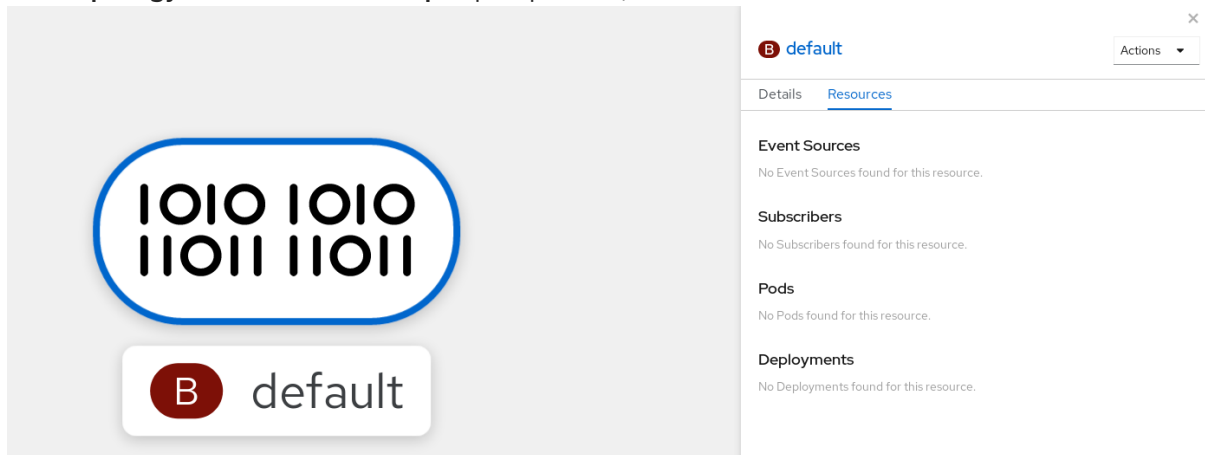 B default
Actions
Details Resources
Event Sources
No Event Sources found for this resource.
Subscribers
No Subscribers found for this resource.
Pods
No Pods found for this resource.
Deployments
No Deployments found for this resource.
1010 1010
11011 11011
B default